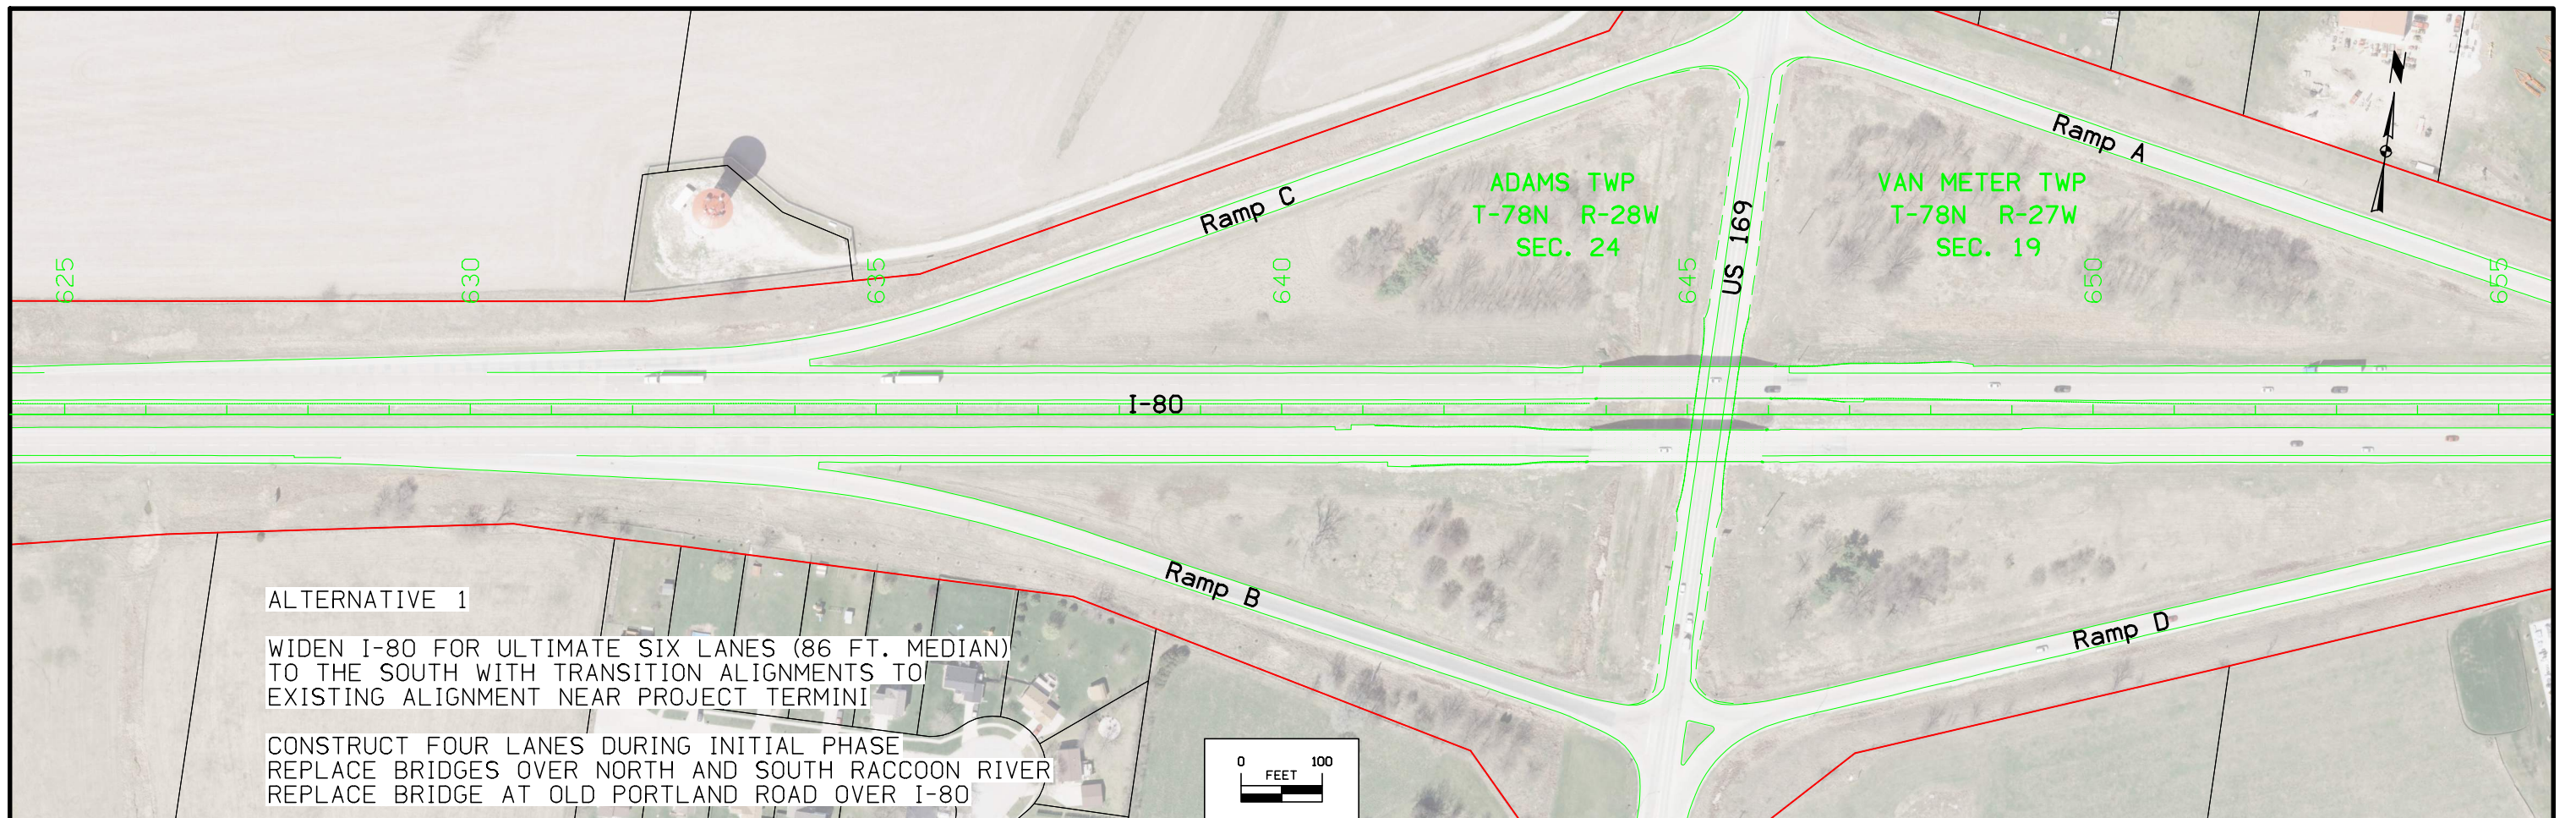 Ramp A
ADAMS TWP
T-78N R-28W
SEC. 24
VAN METER TWP
T-78N R-27W
SEC. 19
Ramp C
US 169
625
630
635
640
645
650
655
I-80
Ramp B
Ramp D
ALTERNATIVE 1
WIDEN I-80 FOR ULTIMATE SIX LANES (86 FT. MEDIAN)
TO THE SOUTH WITH TRANSITION ALIGNMENTS TO
EXISTING ALIGNMENT NEAR PROJECT TERMINI
CONSTRUCT FOUR LANES DURING INITIAL PHASE
REPLACE BRIDGES OVER NORTH AND SOUTH RACCOON RIVER
REPLACE BRIDGE AT OLD PORTLAND ROAD OVER I-80
0 100
FEET
N